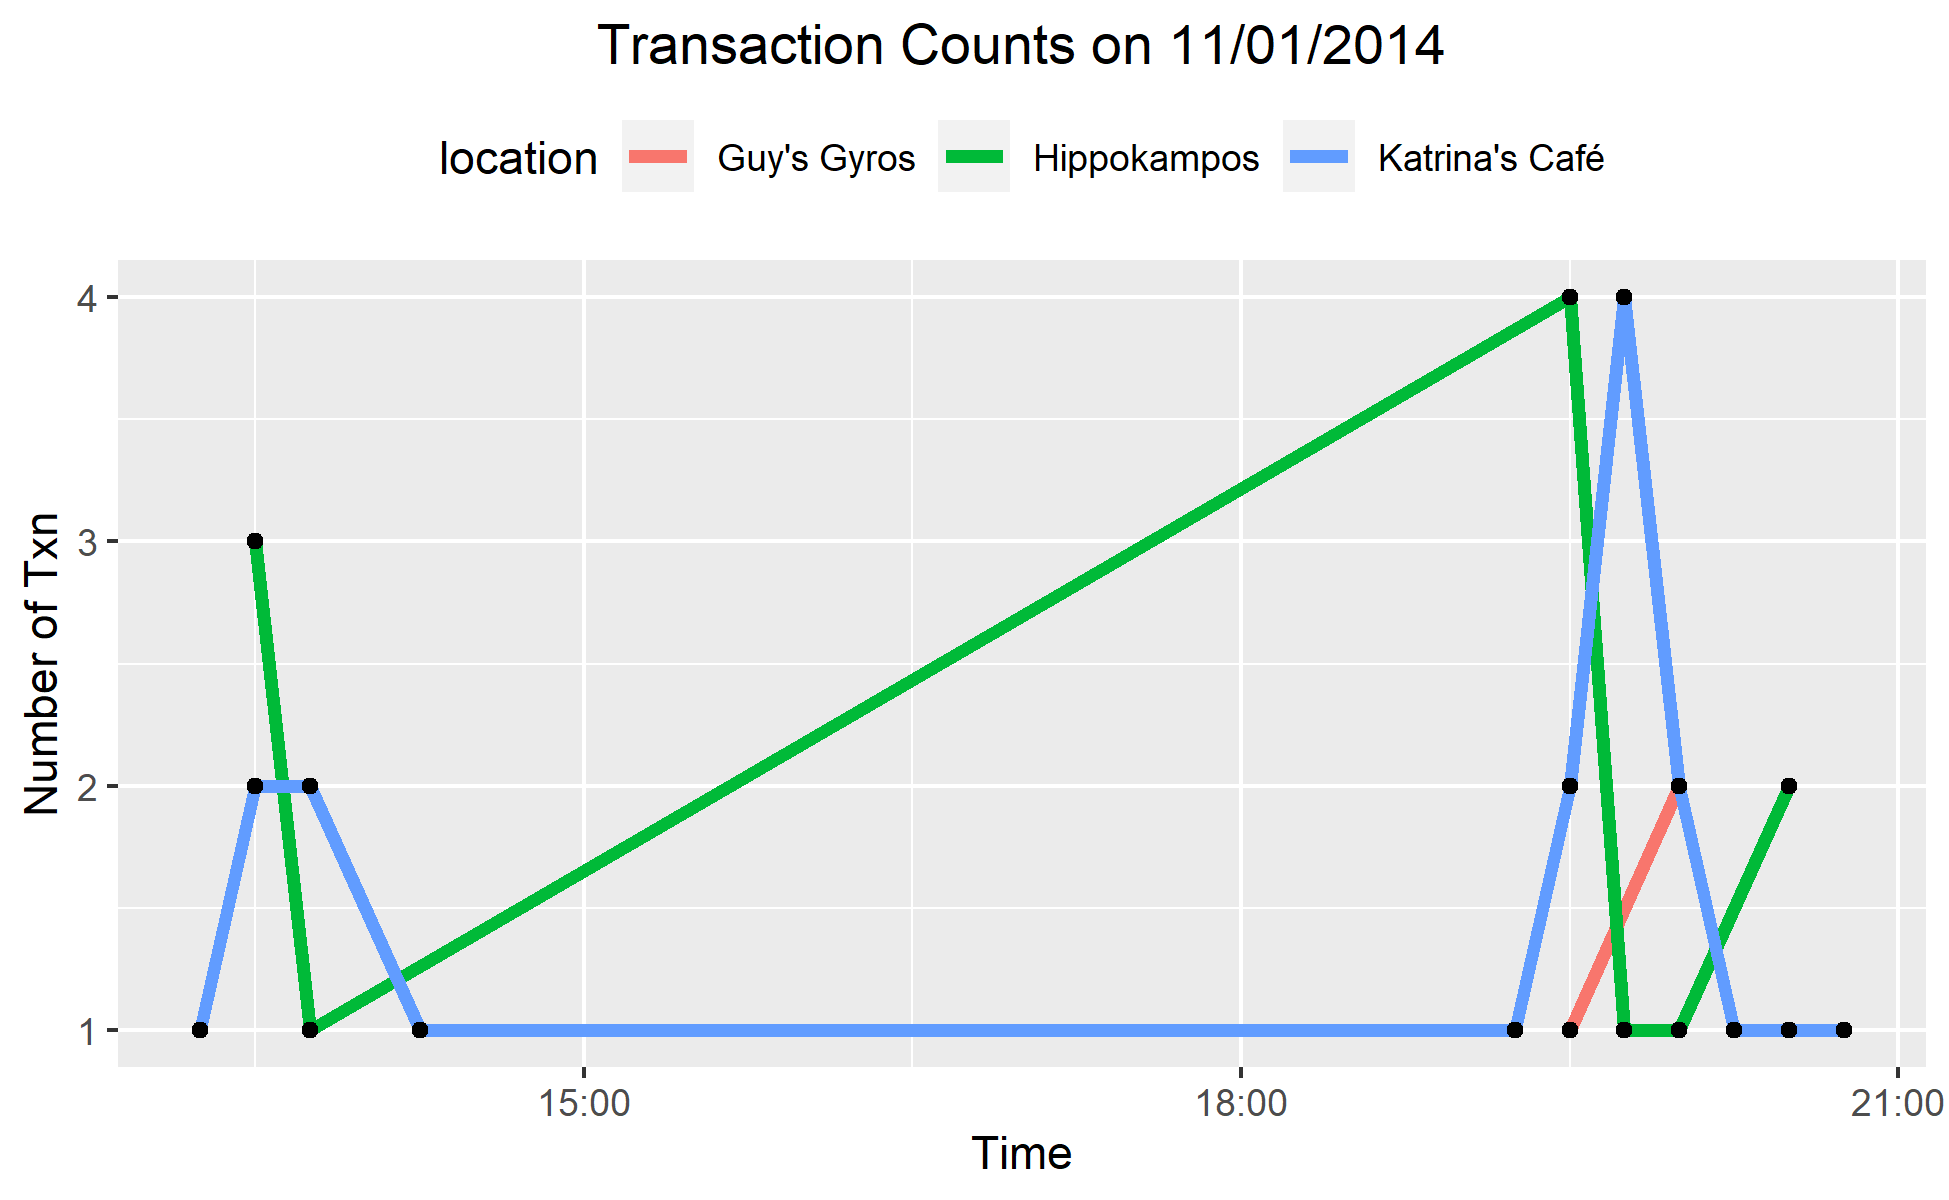 Transaction Counts on 11/01/2014
location Guy's Gyros Hippokampos Katrina's Café
4
3
2
1
Number of Txn
15:00 18:00 21:00
Time